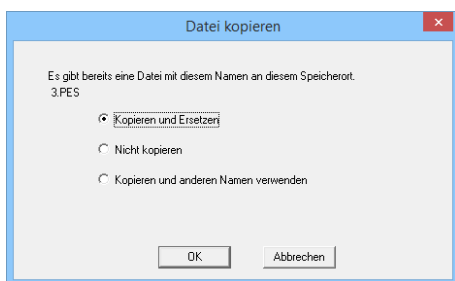 Datei kopieren
Es gibt bereits eine Datei mit diesem Namen an diesem Speicherort.
3.PES
Kopieren und Ersetzen
Nicht kopieren
Kopieren und anderen Namen verwenden
OK Abbrechen